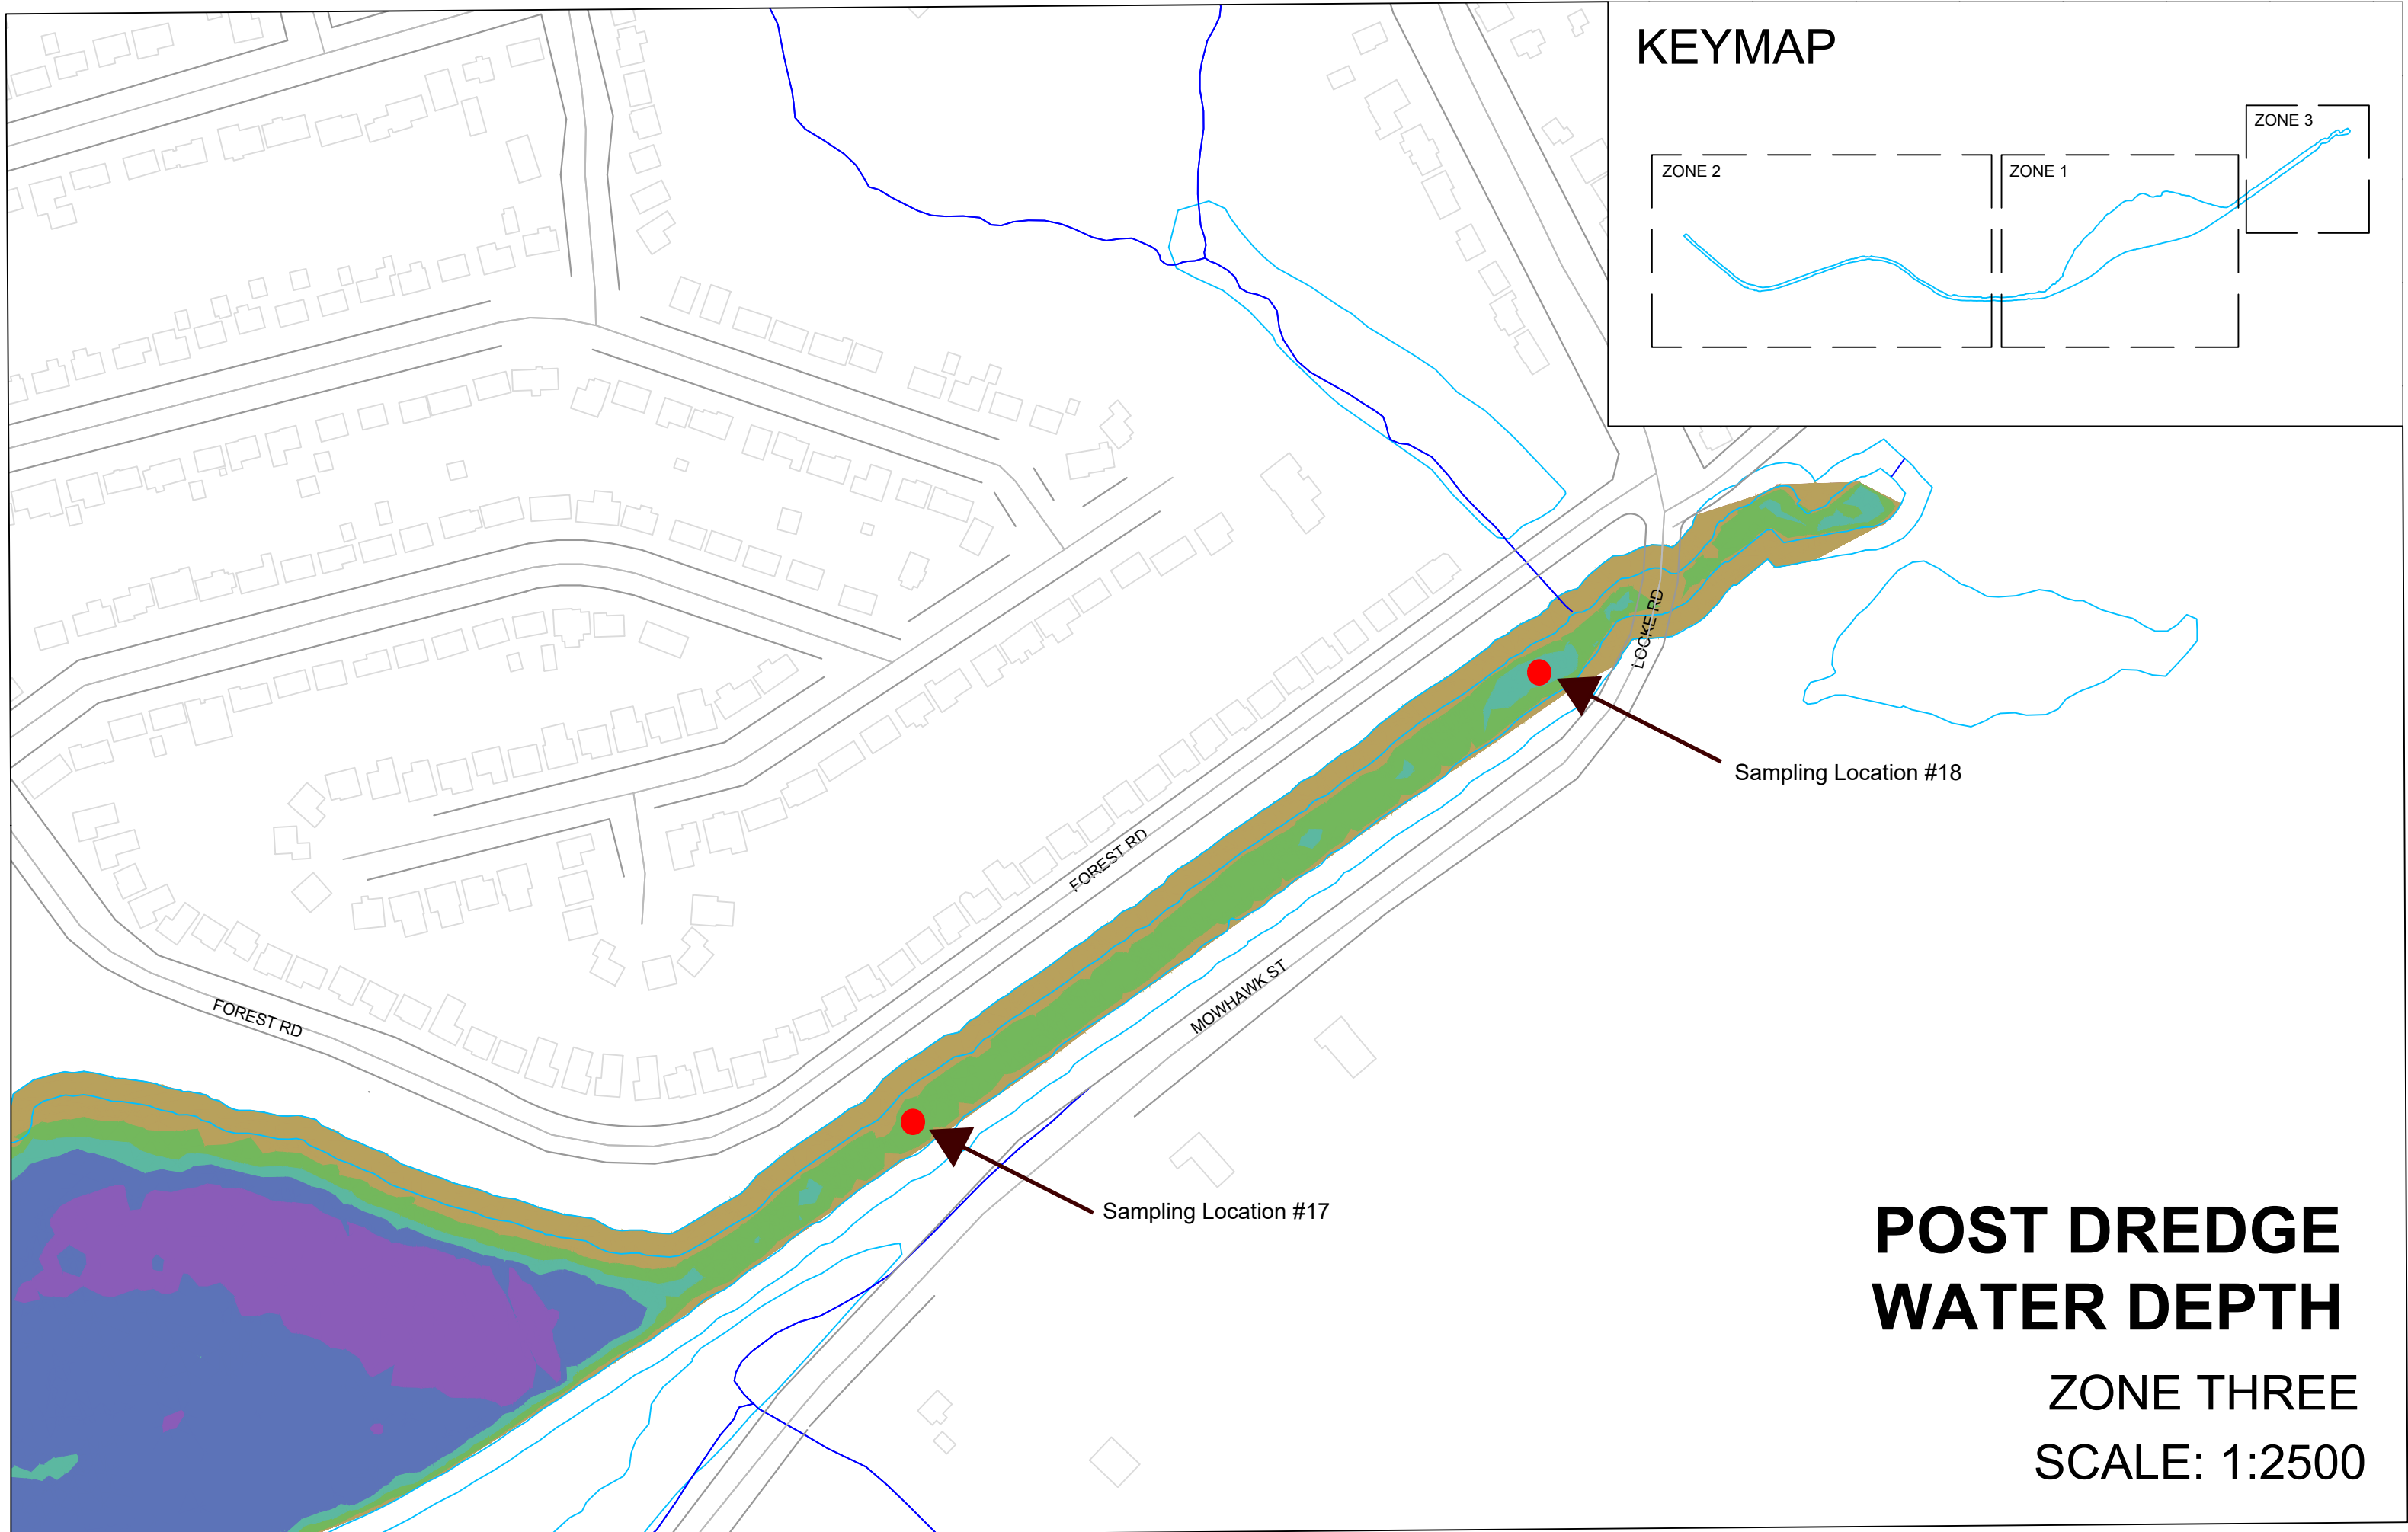 KEYMAP
ZONE 3
ZONE 2
ZONE 1
LOCKE RD
Sampling Location #18
FOREST RD
MOWHAWK ST
FOREST RD
Sampling Location #17
POST DREDGE
WATER DEPTH
ZONE THREE
SCALE: 1:2500